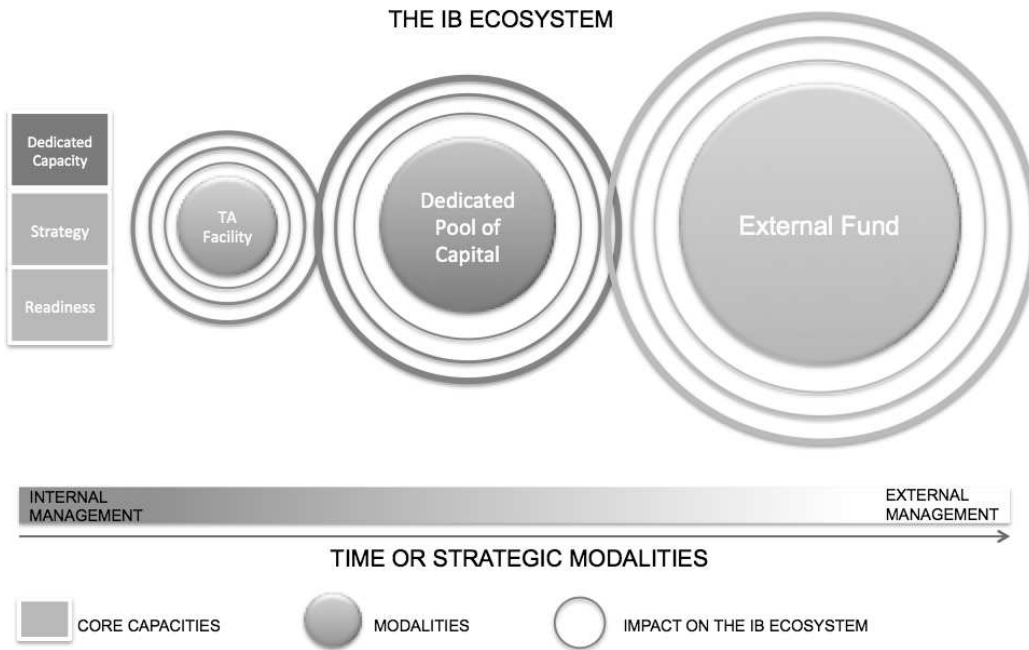 THE IB ECOSYSTEM
Dedicated
Capacity
Strategy
Readiness
TA
Facility
Dedicated
Pool of
Capital
External Fund
INTERNAL
MANAGEMENT
EXTERNAL
MANAGEMENT
TIME OR STRATEGIC MODALITIES
CORE CAPACITIES
MODALITIES
IMPACT ON THE IB ECOSYSTEM